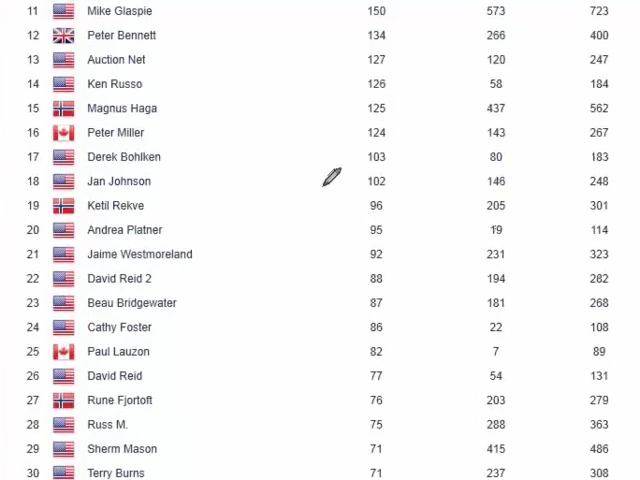 11 Mike Glaspie 150 573 723
12 Peter Bennett 134 266 400
13 Auction Net 127 120 247
14 Ken Russo 126 58 184
15 Magnus Haga 125 437 562
16 Peter Miller 124 143 267
17 Derek Bohlken 103 80 183
18 Jan Johnson 102 146 248
19 Ketil Rekve 96 205 301
20 Andrea Platner 95 19 114
21 Jaime Westmoreland 92 231 323
22 David Reid 2 88 194 282
23 Beau Bridgewater 87 181 268
24 Cathy Foster 86 22 108
25 Paul Lauzon 82 7 89
26 David Reid 77 54 131
27 Rune Fjortoft 76 203 279
28 Russ M. 75 288 363
29 Sherm Mason 71 415 486
30 Terry Burns 71 237 308